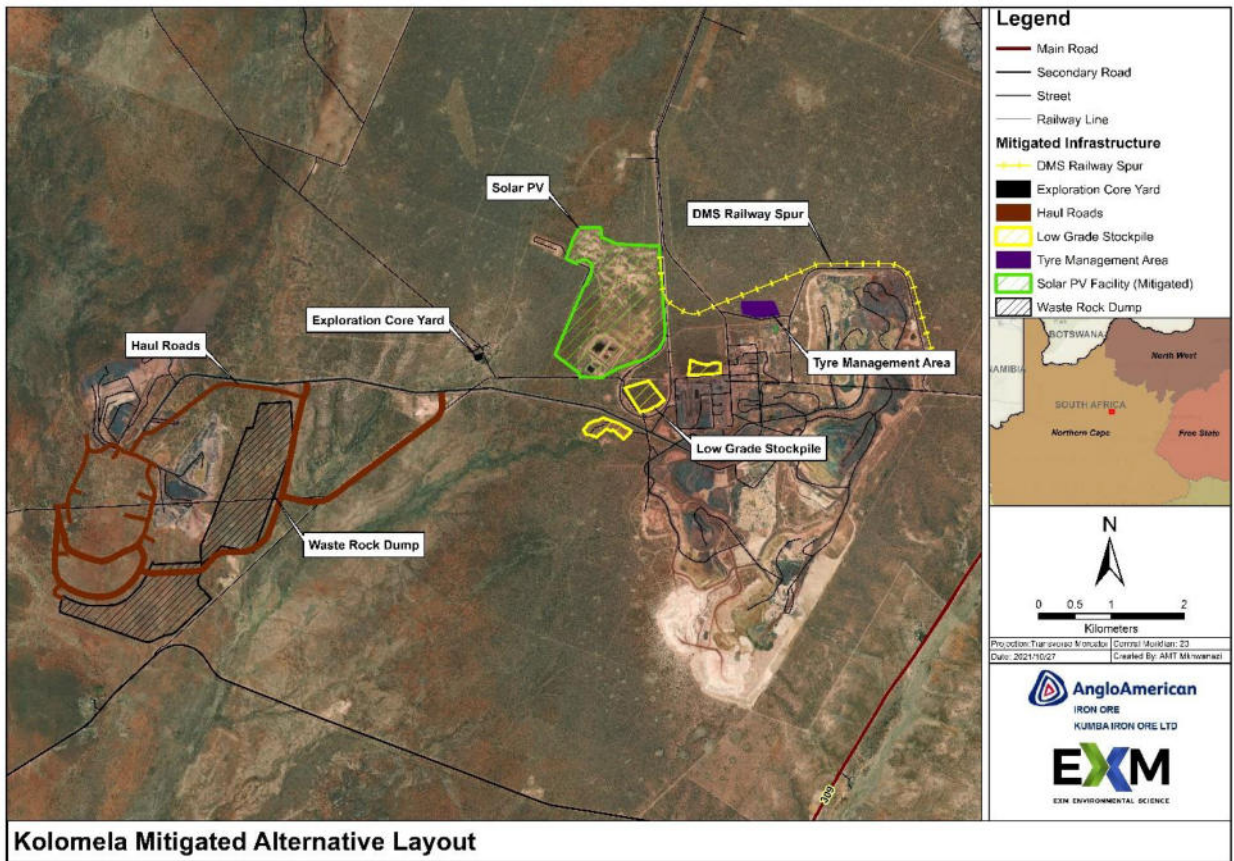 Solar PV
DMS Railway Spur
Exploration Core Yard
Haul Roads
Tyre Management Area
Low Grade Stockpile
Waste Rock Dump
309
Legend
Main Road
Secondary Road
Street
Railway Line
Mitigated Infrastructure
DMS Railway Spur
Exploration Core Yard
Haul Roads
Low Grade Stockpile
Tyre Management Area
Solar PV Facility (Mitigated)
Waste Rock Dump
BOTSWANA
NAMIBIA
North West
SOUTH AFRICA
Northern Cape
Free State
N
0 0.5 1 2
Kilometers
Projection: Transverse Mercator Central Meridian: 23
Date: 2021/10/27 Created By: AMT Mknwanazi
AngloAmerican
IRON ORE
KUMBA IRON ORE LTD
EXM
EXM ENVIRONMENTAL SCIENCE
Kolomela Mitigated Alternative Layout